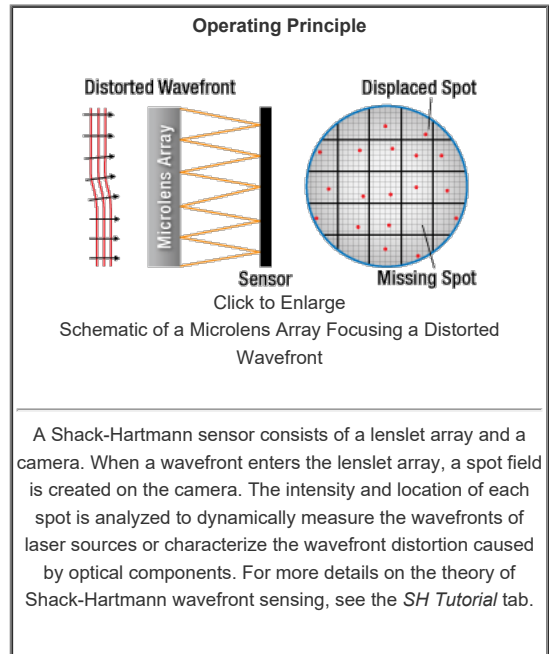 Operating Principle
Distorted Wavefront
Displaced Spot
Microlens Array
Sensor
Missing Spot
Click to Enlarge
Schematic of a Microlens Array Focusing a Distorted
Wavefront
A Shack-Hartmann sensor consists of a lenslet array and a
camera. When a wavefront enters the lenslet array, a spot field
is created on the camera. The intensity and location of each
spot is analyzed to dynamically measure the wavefronts of
laser sources or characterize the wavefront distortion caused
by optical components. For more details on the theory of
Shack-Hartmann wavefront sensing, see the SH Tutorial tab.